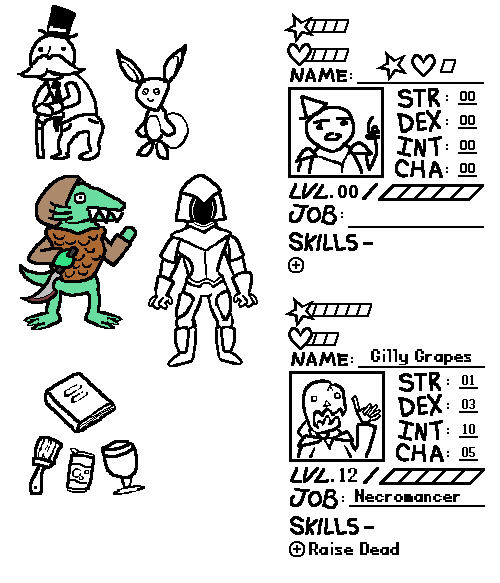 NAME:
STR: 00
DEX: 00
INT: 00
CHA: 00
LVL. 00 /
JOB:
SKILLS-
NAME: Gilly Grapes
STR: 01
DEX: 03
INT: 10
CHA: 05
LVL. 12 /
JOB: Necromancer
SKILLS-
Raise Dead